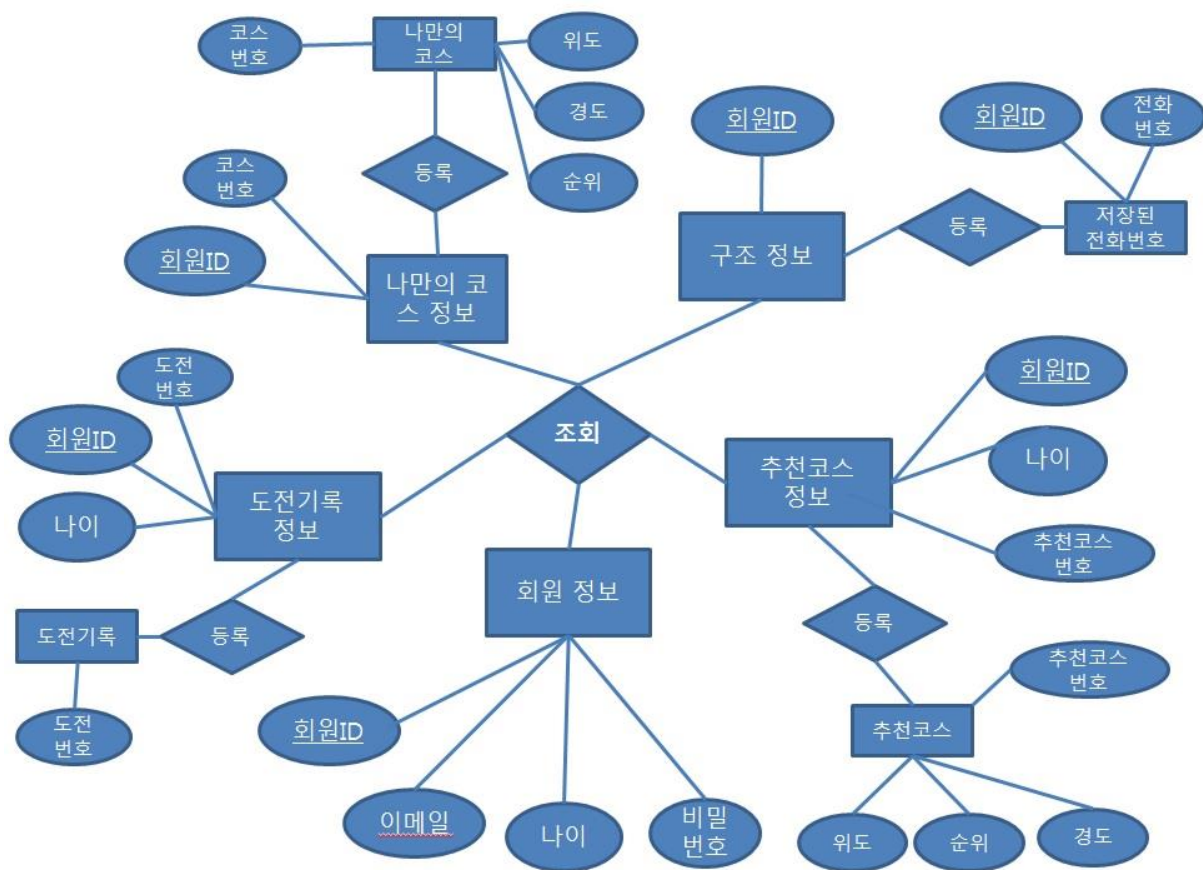 코스
번호
나만의
코스
위도
경도
순위
등록
코스
번호
회원ID
나만의 코
스 정보
회원ID
구조 정보
등록
회원ID
전화
번호
저장된
전화번호
조회
도전
번호
회원ID
나이
도전기록
정보
등록
도전기록
도전
번호
회원 정보
회원ID
이메일
나이
비밀
번호
추천코스
정보
회원ID
나이
추천코스
번호
등록
추천코스
번호
추천코스
위도
순위
경도